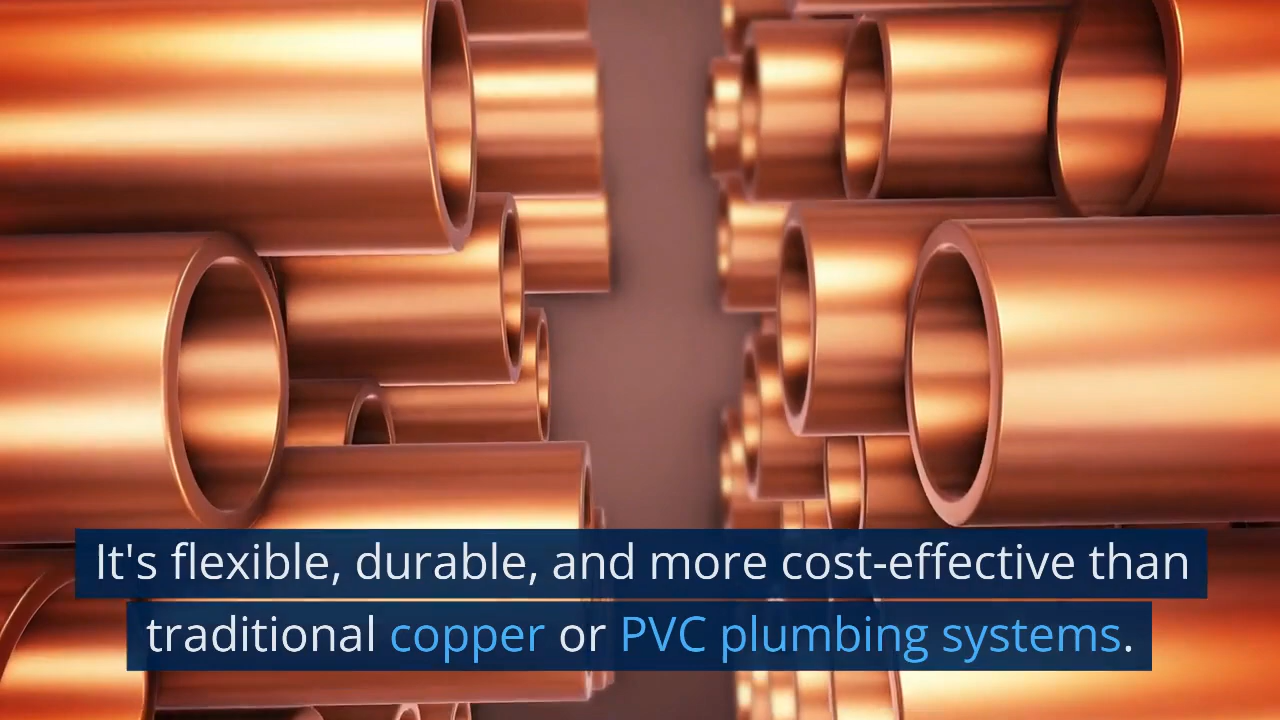 It's flexible, durable, and more cost-effective than
traditional copper or PVC plumbing systems.